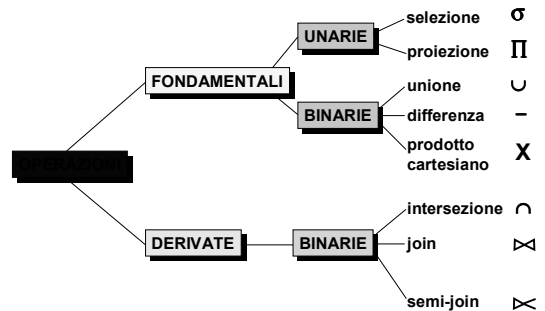 selezione σ
UNARIE
proiezione Π
FONDAMENTALI
unione ∪
BINARIE
differenza −
prodotto
cartesiano X
OPERAZIONI
intersezione ∩
DERIVATE
BINARIE
join ⋈
semi-join ⋉